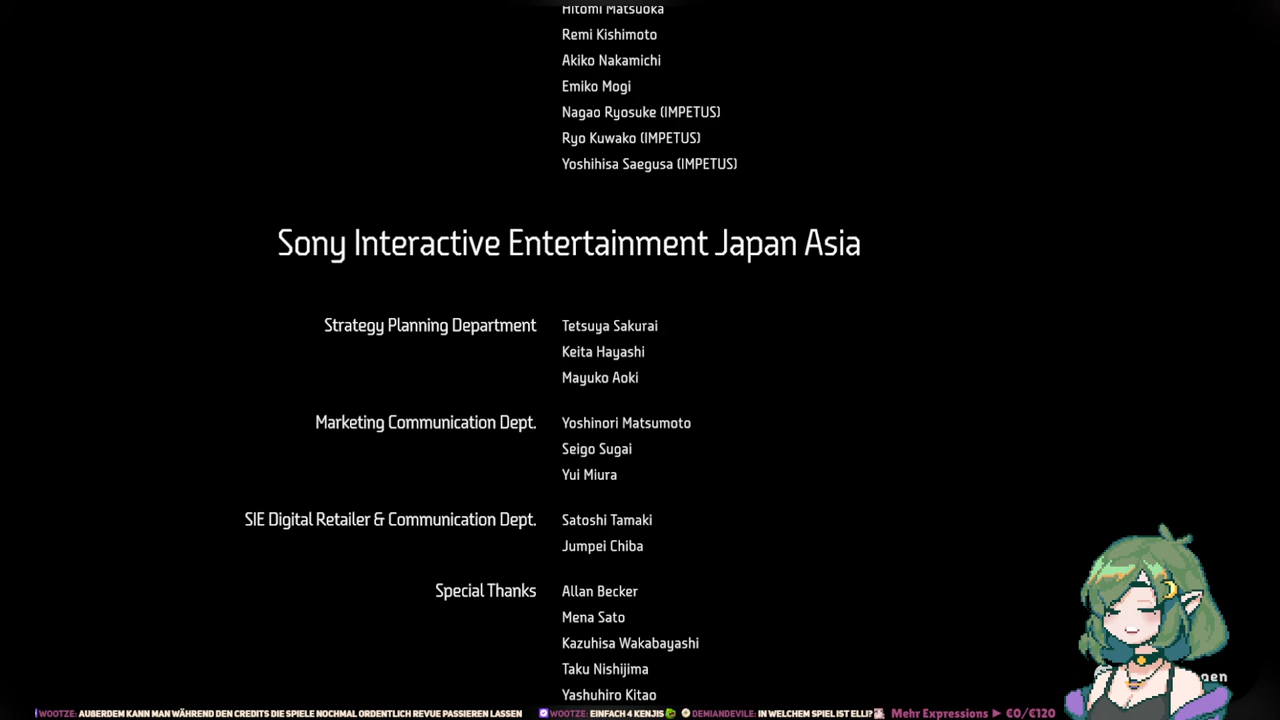 Hitomi Matsuoka
Remi Kishimoto
Akiko Nakamichi
Emiko Mogi
Nagao Ryosuke (IMPETUS)
Ryo Kuwako (IMPETUS)
Yoshihisa Saegusa (IMPETUS)
Sony Interactive Entertainment Japan Asia
Strategy Planning Department Tetsuya Sakurai
Keita Hayashi
Mayuko Aoki
Marketing Communication Dept. Yoshinori Matsumoto
Seigo Sugai
Yui Miura
SIE Digital Retailer & Communication Dept. Satoshi Tamaki
Jumpei Chiba
Special Thanks Allan Becker
Mena Sato
Kazuhisa Wakabayashi
Taku Nishijima
Yashuhiro Kitao
WOOTZE: AUßERDEM KANN MAN WÄHREND DEN CREDITS DIE SPIELE NOCHMAL ORDENTLICH REVUE PASSIEREN LASSEN WOOTZE: EINFACH 4 KENJIS DEMIANDEVILE: IN WELCHEM SPIEL IST ELLI? Mehr Expressions ► €0/€120